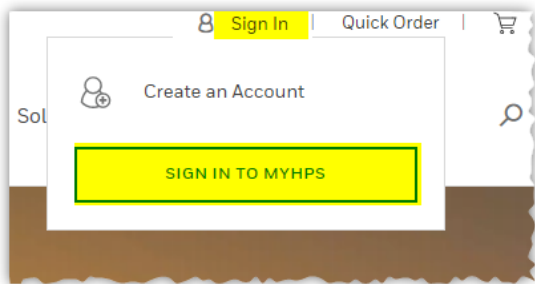 Sign In | Quick Order |
Create an Account
Sol
SIGN IN TO MYHPS